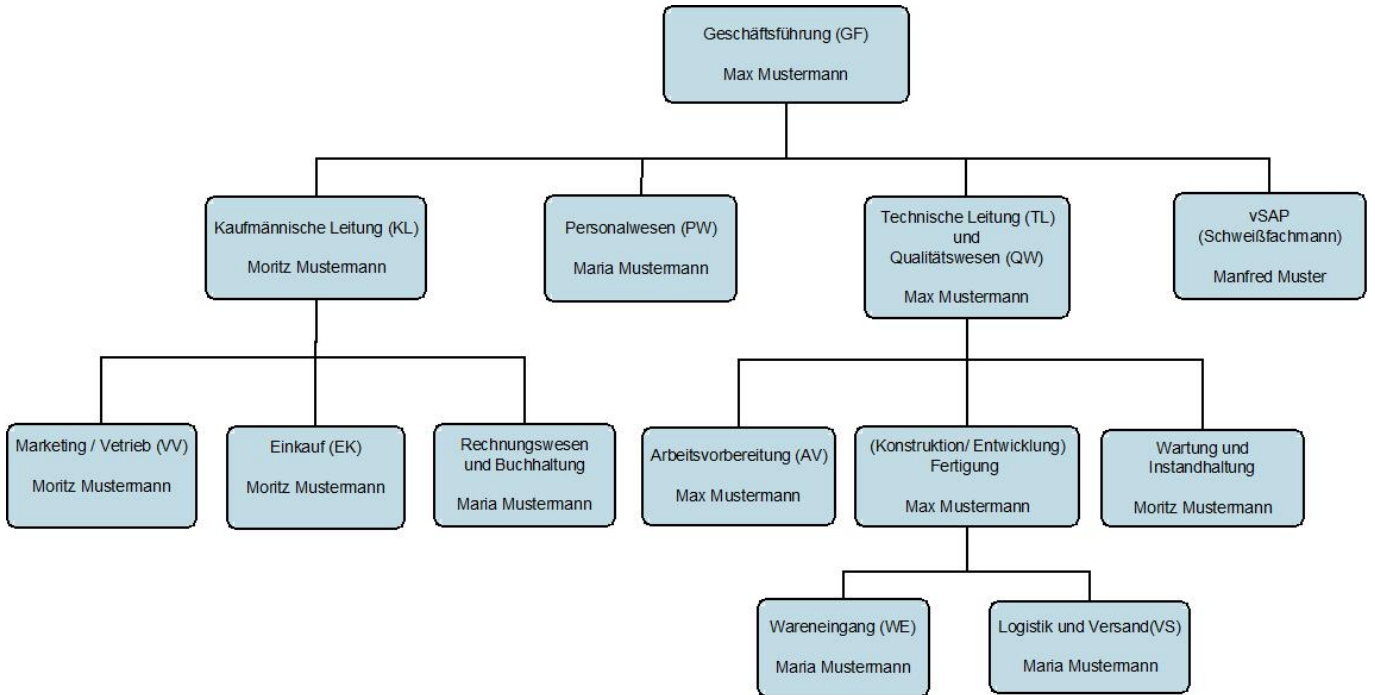 Geschäftsführung (GF)
Max Mustermann
Kaufmännische Leitung (KL)
Moritz Mustermann
Personalwesen (PW)
Maria Mustermann
Technische Leitung (TL)
und
Qualitätswesen (QW)
Max Mustermann
vSAP
(Schweißfachmann)
Manfred Muster
Marketing / Vetrieb (VV)
Moritz Mustermann
Einkauf (EK)
Moritz Mustermann
Rechnungswesen
und Buchhaltung
Maria Mustermann
Arbeitsvorbereitung (AV)
Max Mustermann
(Konstruktion/ Entwicklung)
Fertigung
Max Mustermann
Wartung und
Instandhaltung
Moritz Mustermann
Wareneingang (WE)
Maria Mustermann
Logistik und Versand(VS)
Maria Mustermann